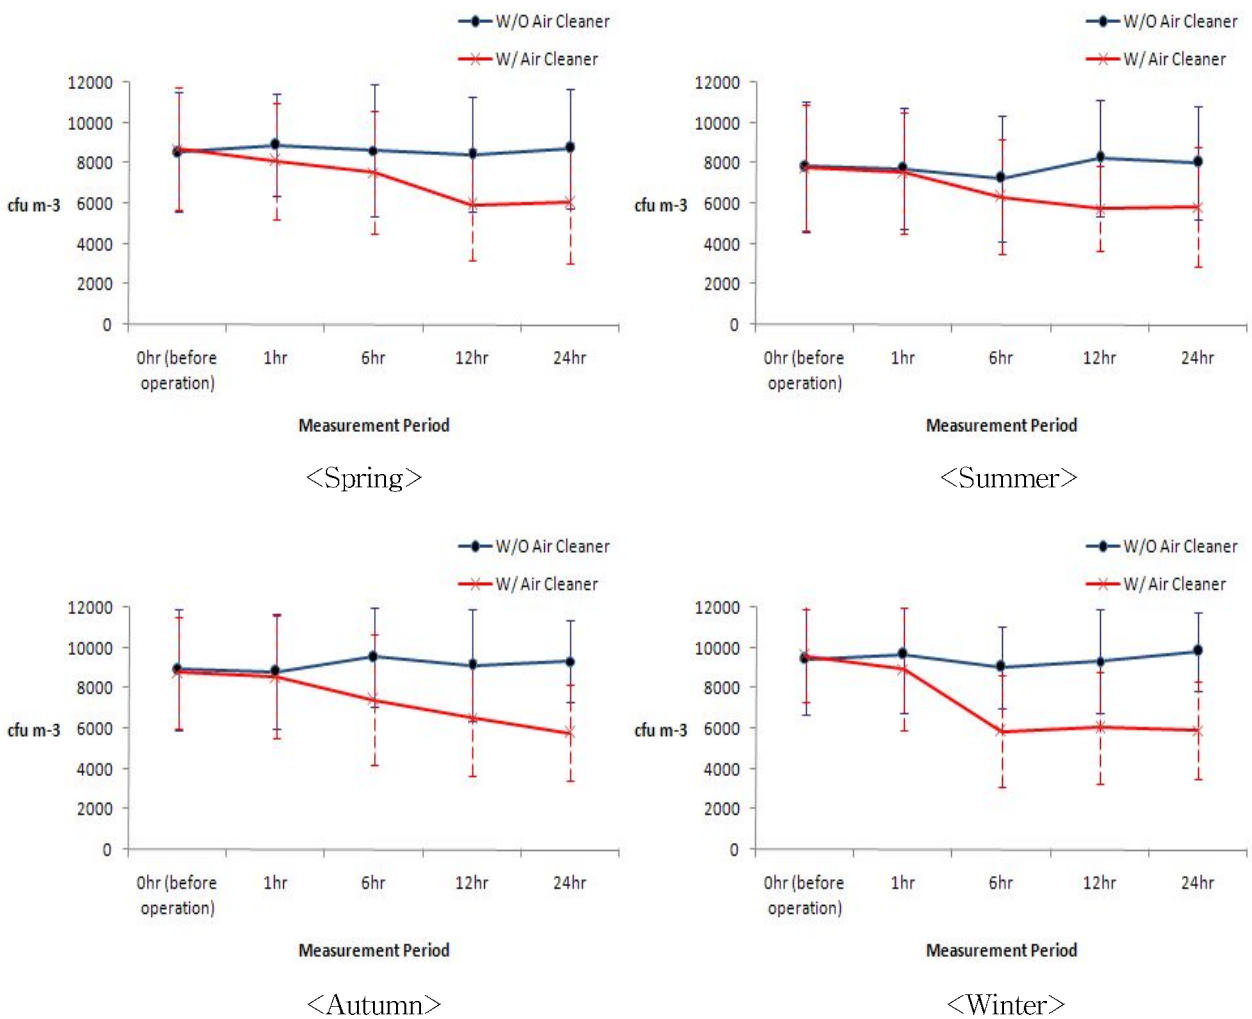 W/O Air Cleaner
W/ Air Cleaner
12000
10000
8000
6000
4000
2000
0
cfu m-3
0hr (before
operation)
1hr
6hr
12hr
24hr
Measurement Period
<Spring>
W/O Air Cleaner
W/ Air Cleaner
12000
10000
8000
6000
4000
2000
0
cfu m-3
0hr (before
operation)
1hr
6hr
12hr
24hr
Measurement Period
<Summer>
W/O Air Cleaner
W/ Air Cleaner
12000
10000
8000
6000
4000
2000
0
cfu m-3
0hr (before
operation)
1hr
6hr
12hr
24hr
Measurement Period
<Autumn>
W/O Air Cleaner
W/ Air Cleaner
12000
10000
8000
6000
4000
2000
0
cfu m-3
0hr (before
operation)
1hr
6hr
12hr
24hr
Measurement Period
<Winter>